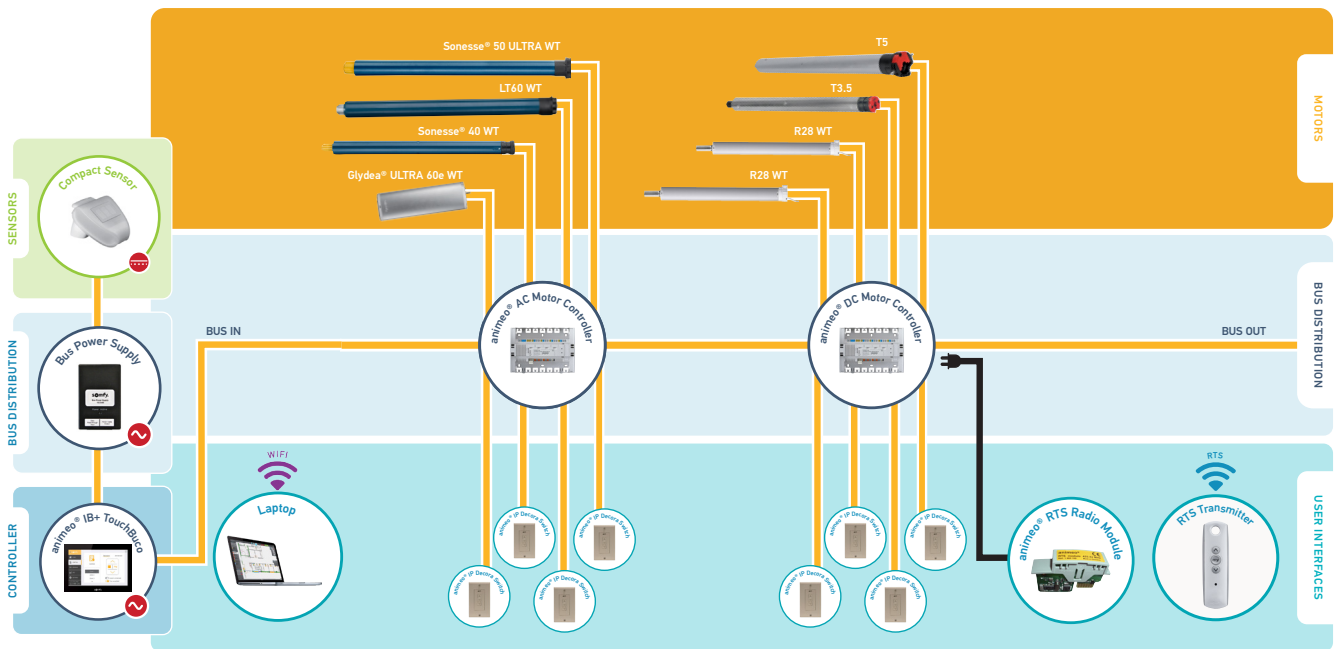 Sonesse® 50 ULTRA WT
T5
LT60 WT
T3.5
Sonesse® 40 WT
R28 WT
Glydea® ULTRA 60e WT
R28 WT
MOTORS
SENSORS
Compact Sensor
BUS DISTRIBUTION
Bus Power Supply
somfy
BUS IN
animeo® AC Motor Controller
animeo® DC Motor Controller
BUS OUT
BUS DISTRIBUTION
CONTROLLER
animeo® IB+ TouchBuco
WIFI
Laptop
animeo® IP Decora Switch
animeo® IP Decora Switch
animeo® IP Decora Switch
animeo® IP Decora Switch
animeo® IP Decora Switch
animeo® IP Decora Switch
animeo® IP Decora Switch
animeo® IP Decora Switch
animeo® RTS Radio Module
RTS
RTS Transmitter
USER INTERFACES